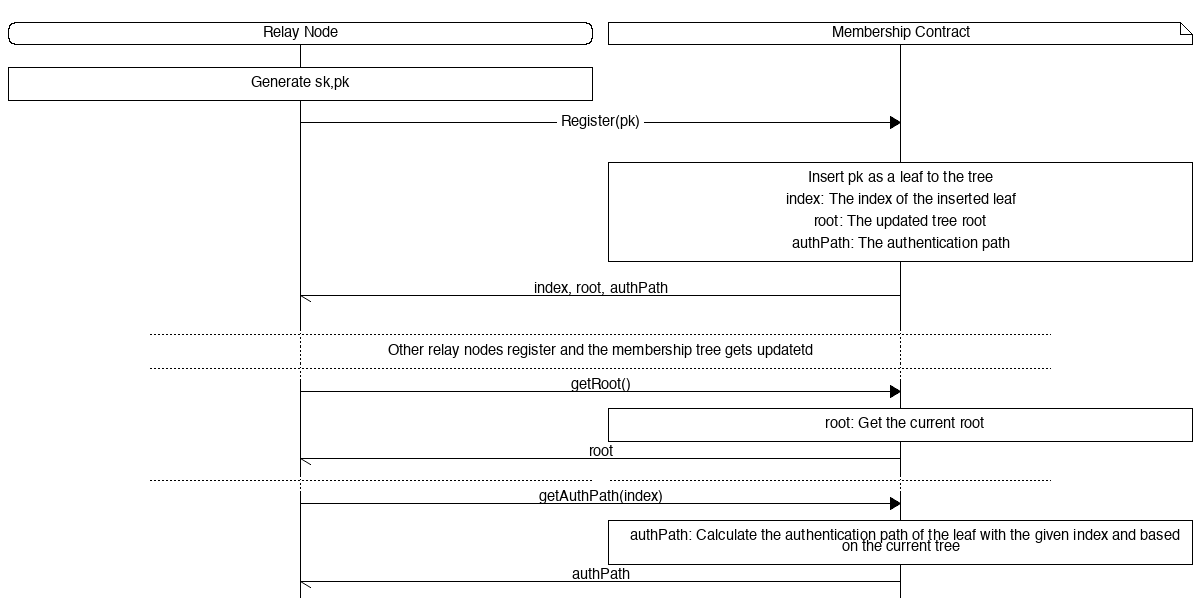 Relay Node
Membership Contract
Generate sk,pk
Register(pk)
Insert pk as a leaf to the tree
index: The index of the inserted leaf
root: The updated tree root
authPath: The authentication path
index, root, authPath
Other relay nodes register and the membership tree gets updatetd
getRoot()
root: Get the current root
root
getAuthPath(index)
authPath: Calculate the authentication path of the leaf with the given index and based
on the current tree
authPath